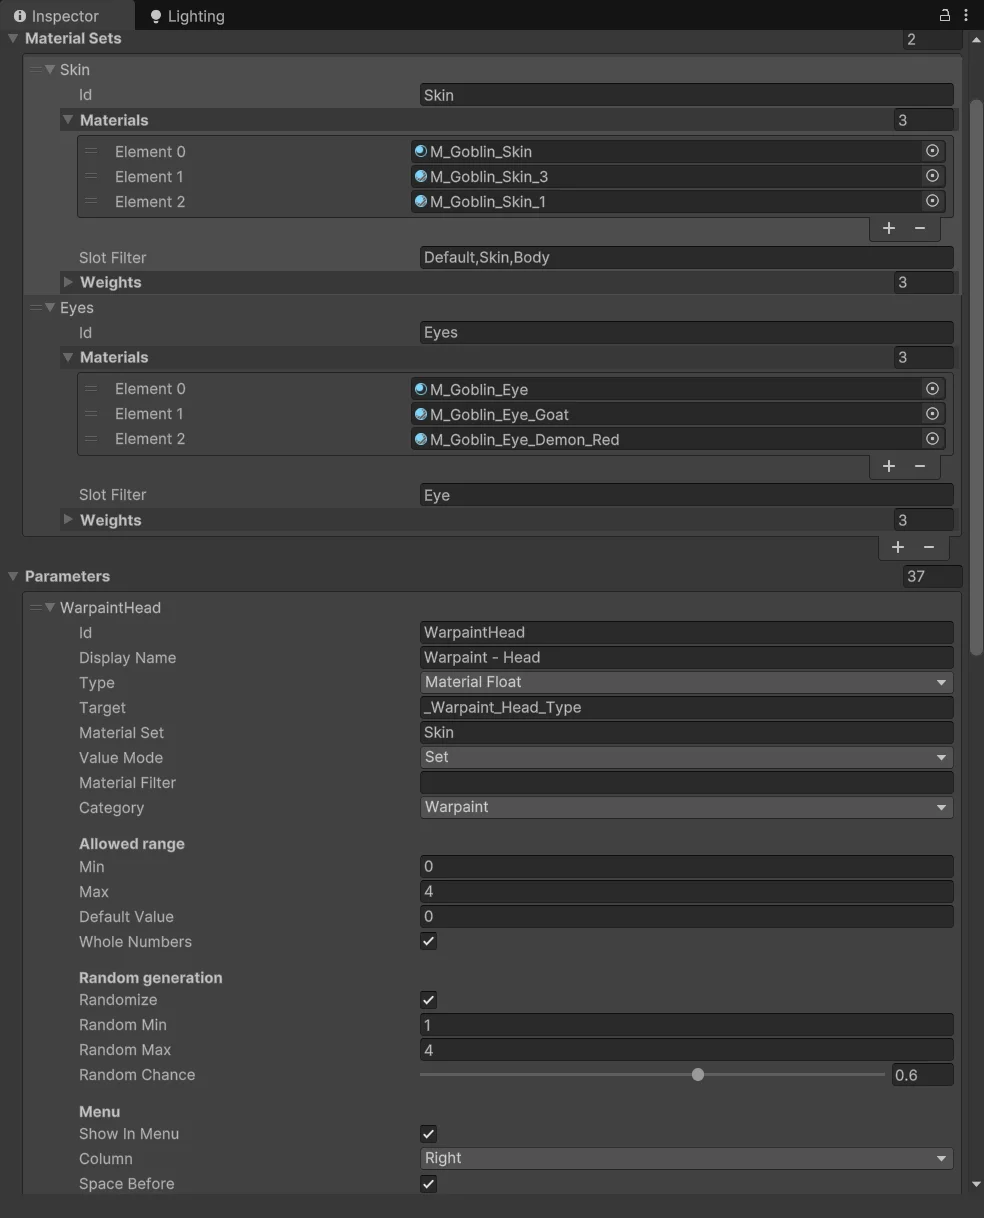 Inspector Lighting
Material Sets 2
Skin
Id Skin
Materials 3
Element 0 M_Goblin_Skin
Element 1 M_Goblin_Skin_3
Element 2 M_Goblin_Skin_1
Slot Filter Default,Skin,Body
Weights 3
Eyes
Id Eyes
Materials 3
Element 0 M_Goblin_Eye
Element 1 M_Goblin_Eye_Goat
Element 2 M_Goblin_Eye_Demon_Red
Slot Filter Eye
Weights 3
Parameters 37
WarpaintHead
Id WarpaintHead
Display Name Warpaint - Head
Type Material Float
Target _Warpaint_Head_Type
Material Set Skin
Value Mode Set
Material Filter
Category Warpaint
Allowed range
Min 0
Max 4
Default Value 0
Whole Numbers
Random generation
Randomize
Random Min 1
Random Max 4
Random Chance 0.6
Menu
Show In Menu
Column Right
Space Before